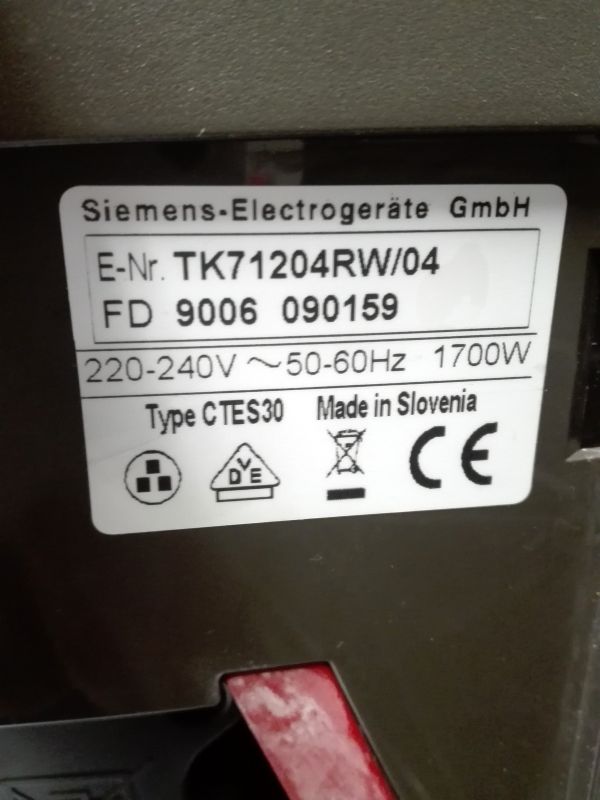 Siemens-Electrogeräte GmbH
E-Nr. TK71204RW/04
FD 9006 090159
220-240V ~ 50-60Hz 1700W
Type CTES30 Made in Slovenia
DVE CE